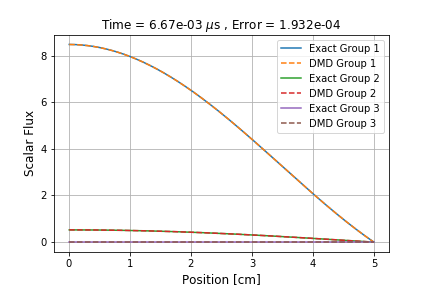 Time = 6.67e-03 μs , Error = 1.932e-04
Scalar Flux
8
6
4
2
0
Exact Group 1
DMD Group 1
Exact Group 2
DMD Group 2
Exact Group 3
DMD Group 3
0 1 2 3 4 5
Position [cm]